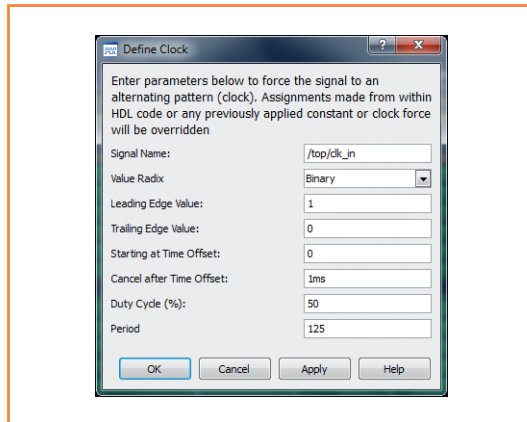 Define Clock
Enter parameters below to force the signal to an
alternating pattern (clock). Assignments made from within
HDL code or any previously applied constant or clock force
will be overridden
Signal Name: /top/clk_in
Value Radix Binary
Leading Edge Value: 1
Trailing Edge Value: 0
Starting at Time Offset: 0
Cancel after Time Offset: 1ms
Duty Cycle (%): 50
Period 125
OK Cancel Apply Help